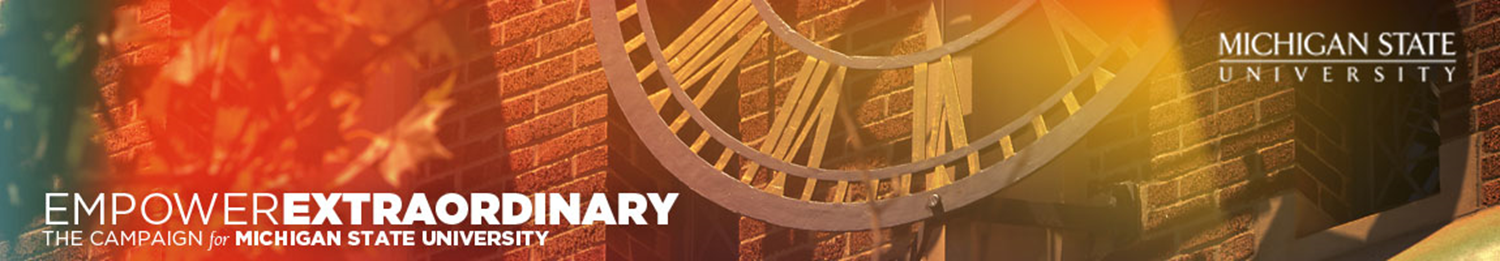 MICHIGAN STATE
UNIVERSITY
EMPOWEREXTRAORDINARY
THE CAMPAIGN for MICHIGAN STATE UNIVERSITY